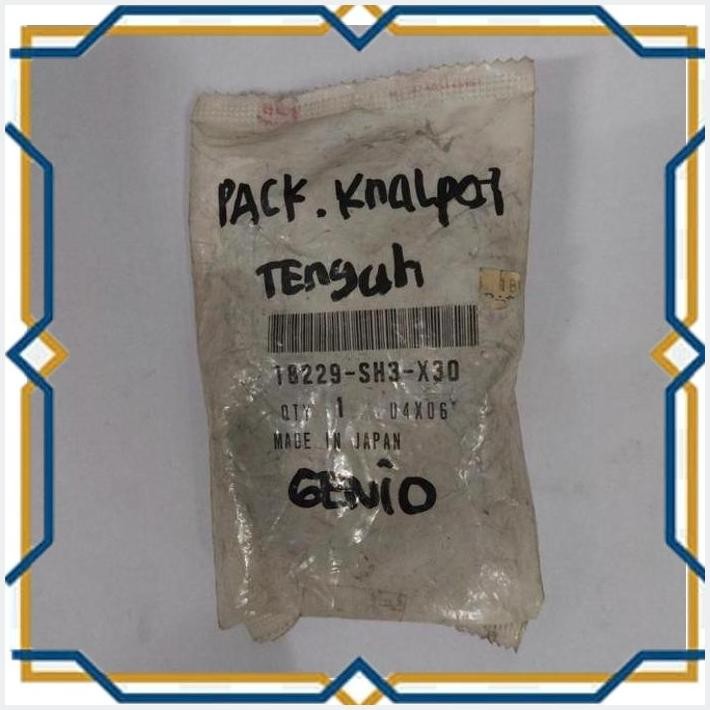 PACK. KnaLpoT
TEngah
18229-SH3-X30
QTY 1 04X06
MADE IN JAPAN
GENIO